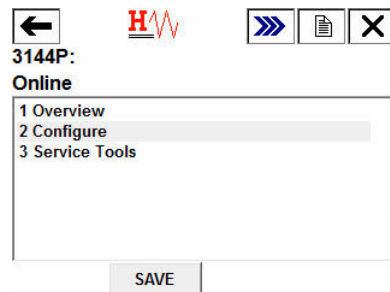 H
3144P:
Online
1 Overview
2 Configure
3 Service Tools
SAVE